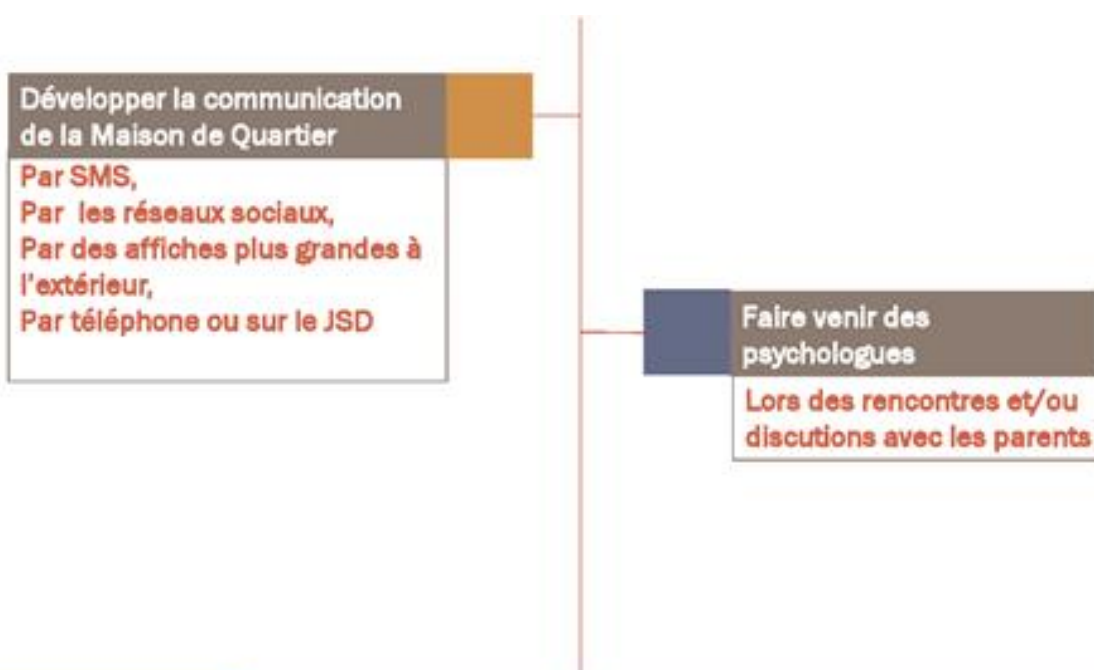 Développer la communication
de la Maison de Quartier
Par SMS,
Par les réseaux sociaux,
Par des affiches plus grandes à
l'extérieur,
Par téléphone ou sur le JSD
Faire venir des
psychologues
Lors des rencontres et/ou
discutions avec les parents